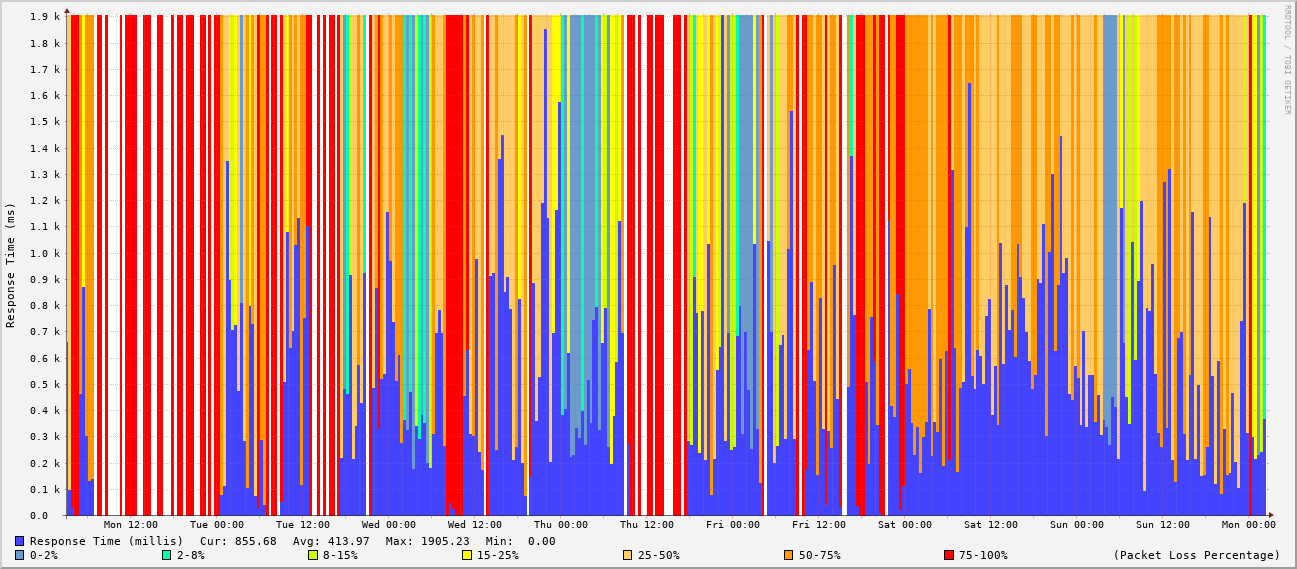 1.9 k
1.8 k
1.7 k
1.6 k
1.5 k
1.4 k
1.3 k
1.2 k
1.1 k
1.0 k
0.9 k
0.8 k
0.7 k
0.6 k
0.5 k
0.4 k
0.3 k
0.2 k
0.1 k
0.0
Response Time (ms)
RRDTOOL / TOBI OETIKER
Mon 12:00 Tue 00:00 Tue 12:00 Wed 00:00 Wed 12:00 Thu 00:00 Thu 12:00 Fri 00:00 Fri 12:00 Sat 00:00 Sat 12:00 Sun 00:00 Sun 12:00 Mon 00:00
Response Time (millis) Cur: 855.68 Avg: 413.97 Max: 1905.23 Min: 0.00
0-2% 2-8% 8-15% 15-25% 25-50% 50-75% 75-100% (Packet Loss Percentage)